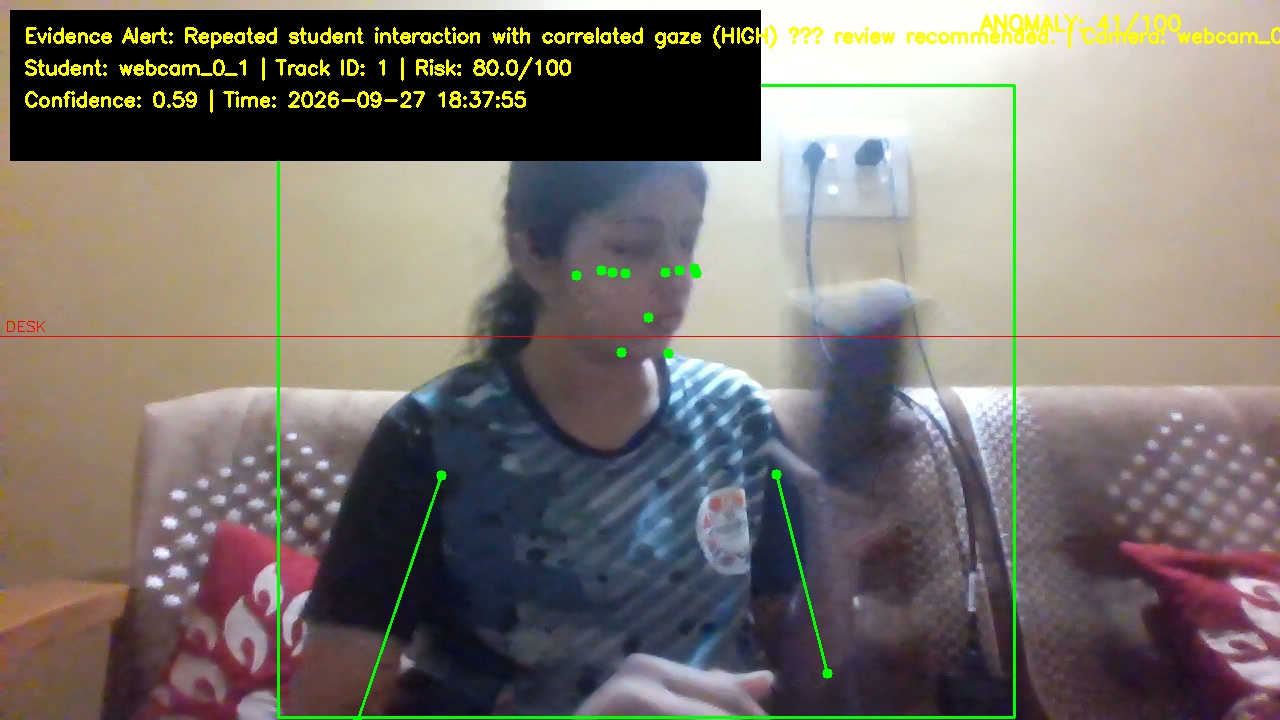 Evidence Alert: Repeated student interaction with correlated gaze (HIGH) ??? review recommended. | Camera: webcam_0
ANOMALY: 41/100
Student: webcam_0_1 | Track ID: 1 | Risk: 80.0/100
Confidence: 0.59 | Time: 2026-09-27 18:37:55
DESK